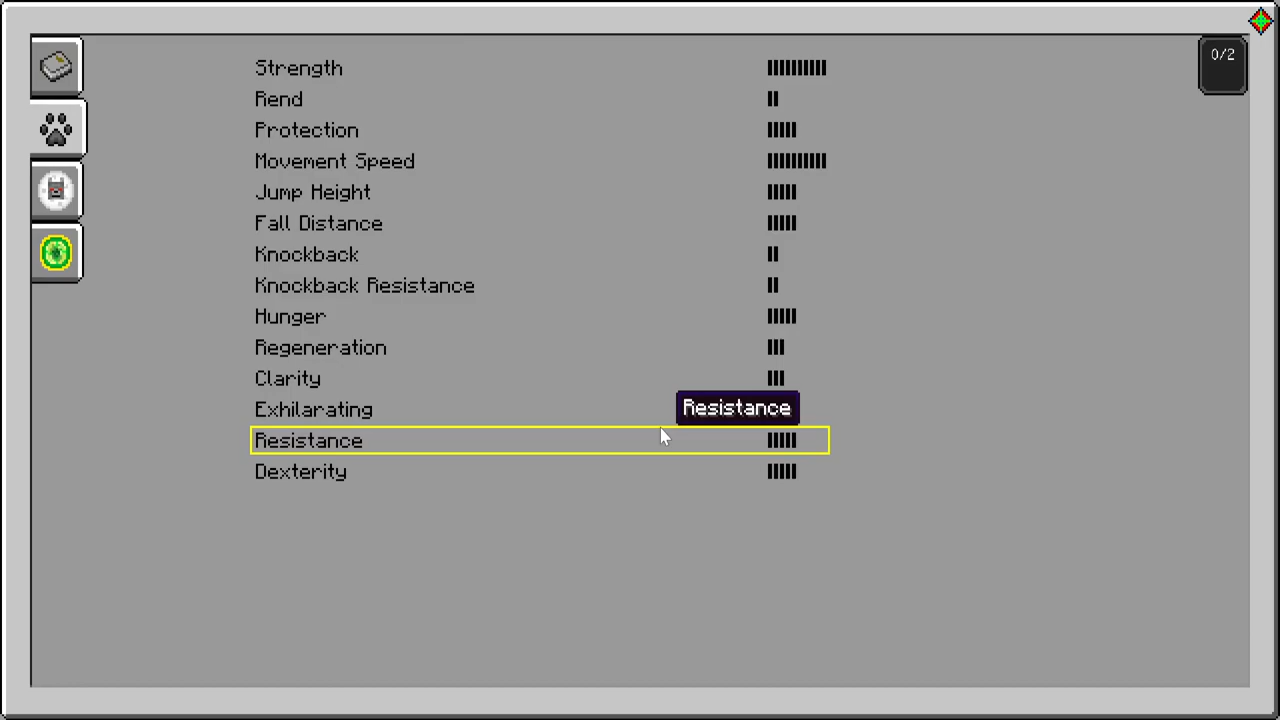 0/2
Strength
Rend
Protection
Movement Speed
Jump Height
Fall Distance
Knockback
Knockback Resistance
Hunger
Regeneration
Clarity
Exhilarating
Resistance
Resistance
Dexterity